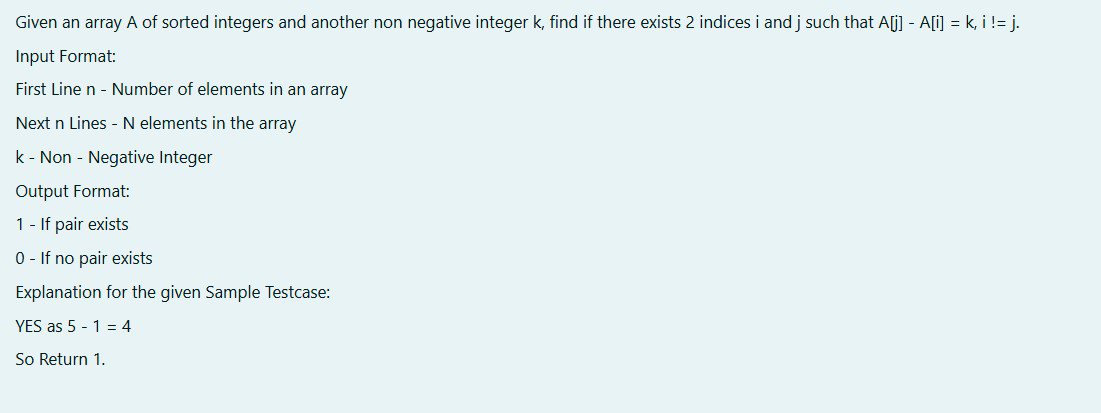 Given an array A of sorted integers and another non negative integer k, find if there exists 2 indices i and j such that A[j] - A[i] = k, i != j.
Input Format:
First Line n - Number of elements in an array
Next n Lines - N elements in the array
k - Non - Negative Integer
Output Format:
1 - If pair exists
0 - If no pair exists
Explanation for the given Sample Testcase:
YES as 5 - 1 = 4
So Return 1.